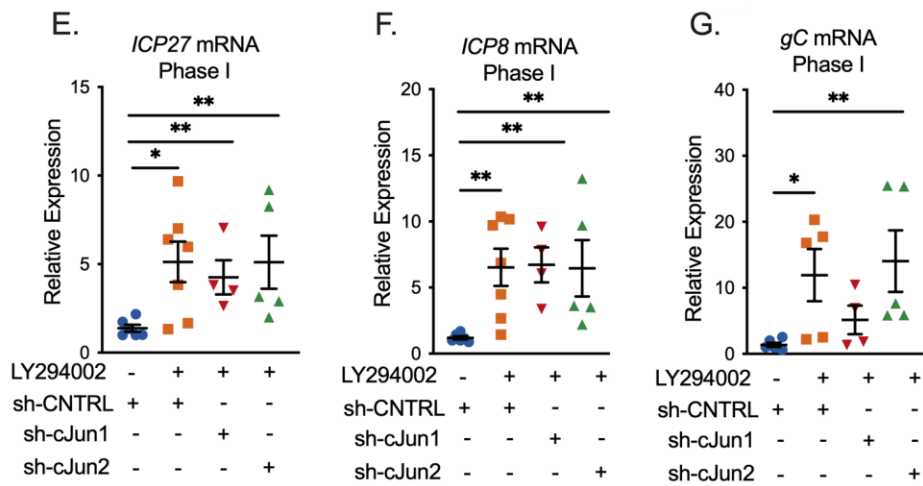 E.
ICP27 mRNA
Phase I
Relative Expression
15
10
5
0
**
**
*
LY294002 - + + +
sh-CNTRL + + - -
sh-cJun1 - - + -
sh-cJun2 - - - +
F.
ICP8 mRNA
Phase I
Relative Expression
20
15
10
5
0
**
**
**
LY294002 - + + +
sh-CNTRL + + - -
sh-cJun1 - - + -
sh-cJun2 - - - +
G.
gC mRNA
Phase I
Relative Expression
40
30
20
10
0
**
*
LY294002 - + + +
sh-CNTRL + + - -
sh-cJun1 - - + -
sh-cJun2 - - - +